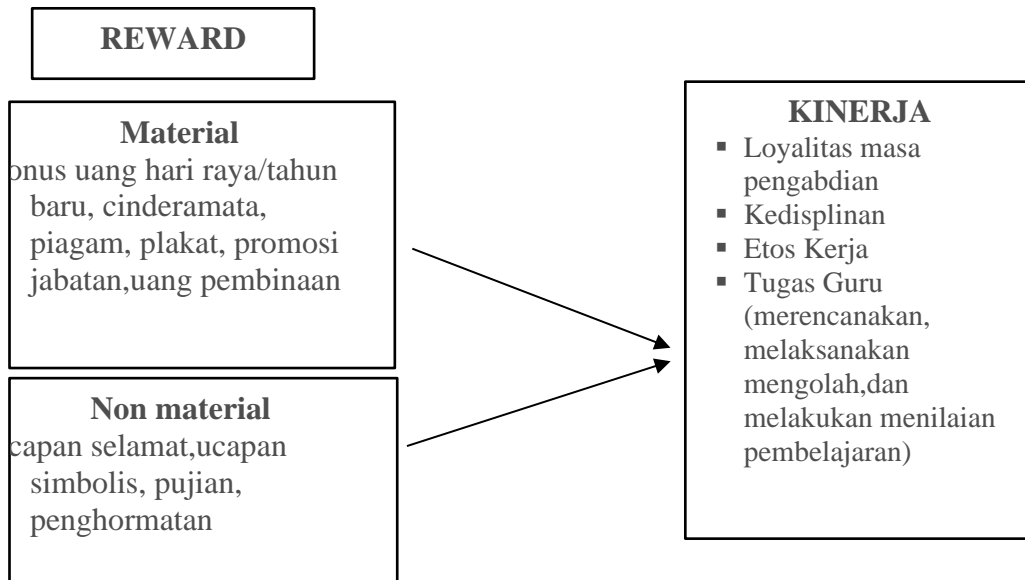 REWARD
Material
onus uang hari raya/tahun
baru, cinderamata,
piagam, plakat, promosi
jabatan,uang pembinaan
Non material
capan selamat,ucapan
simbolis, pujian,
penghormatan
KINERJA
▪ Loyalitas masa
pengabdian
▪ Kedisplinan
▪ Etos Kerja
▪ Tugas Guru
(merencanakan,
melaksanakan
mengolah,dan
melakukan menilaian
pembelajaran)